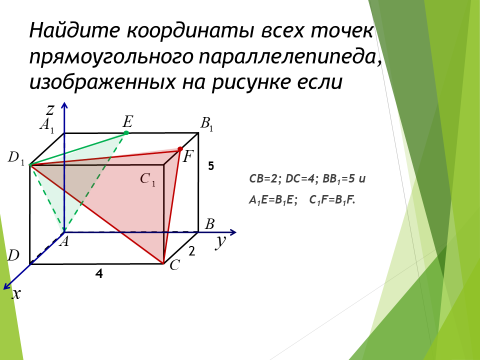 Найдите координаты всех точек
прямоугольного параллелепипеда,
изображенных на рисунке если
z
A₁
E
B₁
D₁
F
C₁
5
CB=2; DC=4; BB₁=5 и
A₁E=B₁E; C₁F=B₁F.
A
B
y
2
D
C
4
x